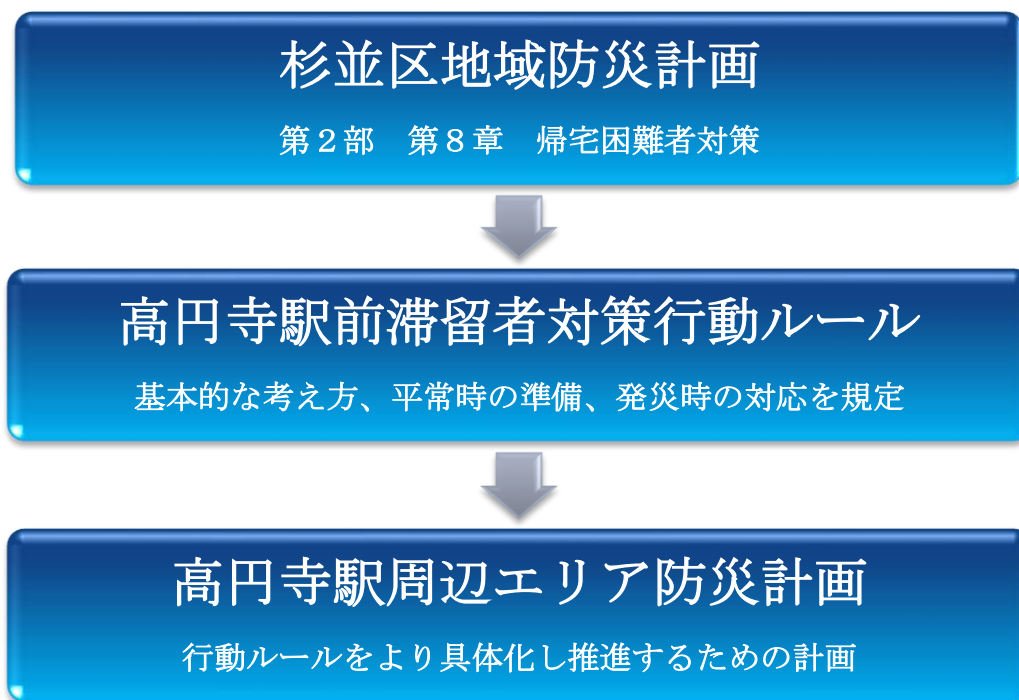 杉並区地域防災計画
第２部　第８章　帰宅困難者対策
高円寺駅前滞留者対策行動ルール
基本的な考え方、平常時の準備、発災時の対応を規定
高円寺駅周辺エリア防災計画
行動ルールをより具体化し推進するための計画